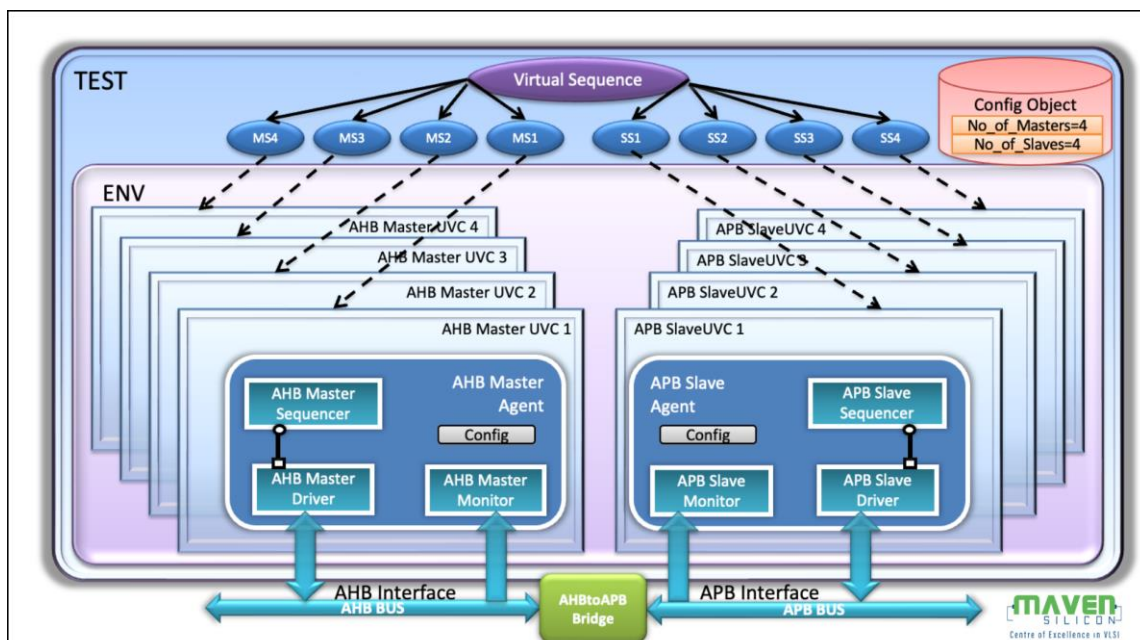 TEST
Virtual Sequence
Config Object
No_of_Masters=4
No_of_Slaves=4
MS4
MS3
MS2
MS1
SS1
SS2
SS3
SS4
ENV
AHB Master UVC 4
AHB Master UVC 3
AHB Master UVC 2
AHB Master UVC 1
APB SlaveUVC 4
APB SlaveUVC 3
APB SlaveUVC 2
APB SlaveUVC 1
AHB Master
Sequencer
AHB Master
Agent
Config
AHB Master
Driver
AHB Master
Monitor
APB Slave
Agent
APB Slave
Sequencer
Config
APB Slave
Monitor
APB Slave
Driver
AHB Interface
AHB BUS
AHBtoAPB
Bridge
APB Interface
APB BUS
MAVEN
SILICON
Centre of Excellence in VLSI